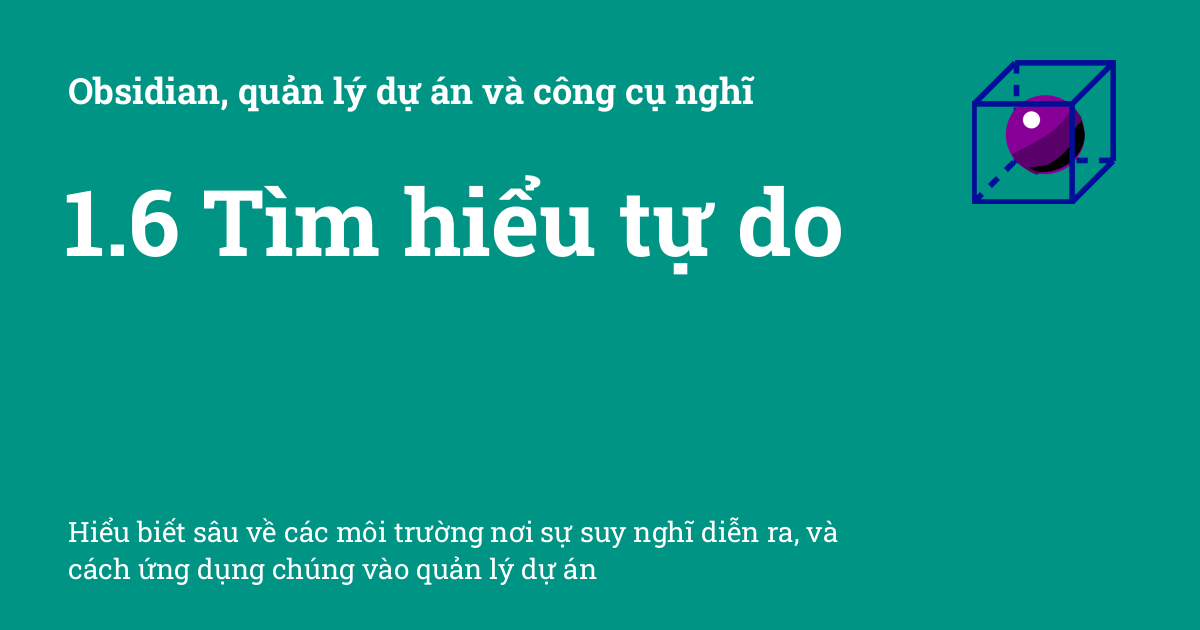 Obsidian, quản lý dự án và công cụ nghĩ
1.6 Tìm hiểu tự do
Hiểu biết sâu về các môi trường nơi sự suy nghĩ diễn ra, và
cách ứng dụng chúng vào quản lý dự án